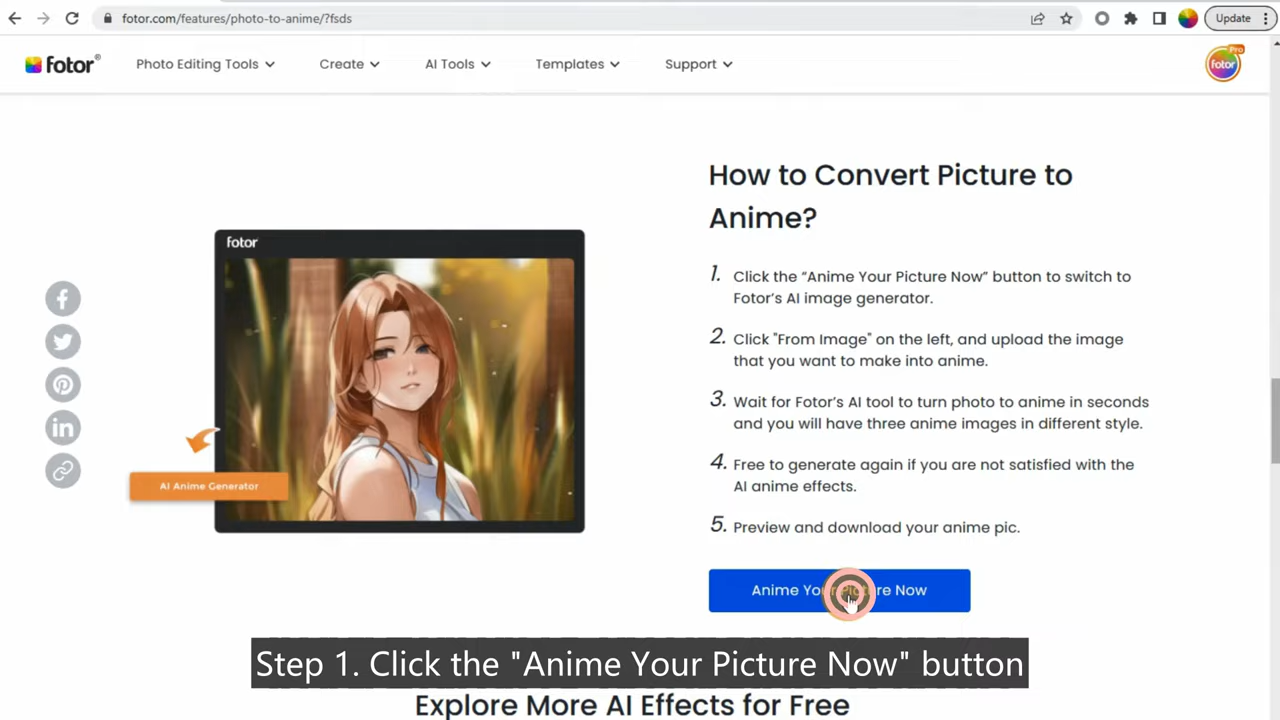 fotor.com/features/photo-to-anime/?fsds
Update
fotor®
Photo Editing Tools
Create
AI Tools
Templates
Support
Pro
fotor
How to Convert Picture to
Anime?
fotor
1. Click the “Anime Your Picture Now” button to switch to
Fotor’s AI image generator.
2. Click "From Image" on the left, and upload the image
that you want to make into anime.
3. Wait for Fotor’s AI tool to turn photo to anime in seconds
and you will have three anime images in different style.
4. Free to generate again if you are not satisfied with the
AI anime effects.
5. Preview and download your anime pic.
AI Anime Generator
Anime Your Picture Now
Step 1. Click the "Anime Your Picture Now" button
Explore More AI Effects for Free